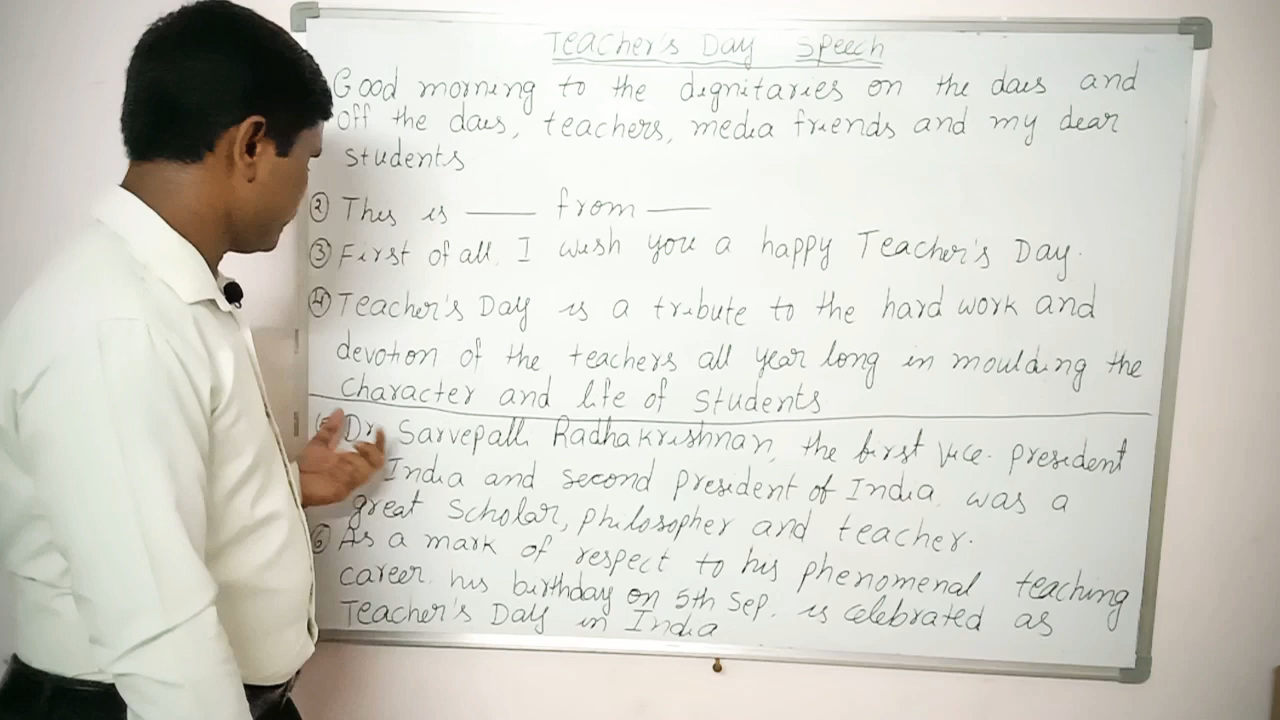 Teacher's Day Speech
Good morning to the dignitaries on the dais and
off the dais, teachers, media friends and my dear
students
② This is —— from ——
③ First of all, I wish you a happy Teacher's Day.
④ Teacher's Day is a tribute to the hard work and
devotion of the teachers all year long in moulding the
character and life of students
Dr. Sarvepalli Radhakrishnan, the first Vice-president
India and second president of India, was a
great scholar, philosopher and teacher.
⑥ As a mark of respect to his phenomenal teaching
career, his birthday on 5th Sep. is celebrated as
Teacher's Day in India